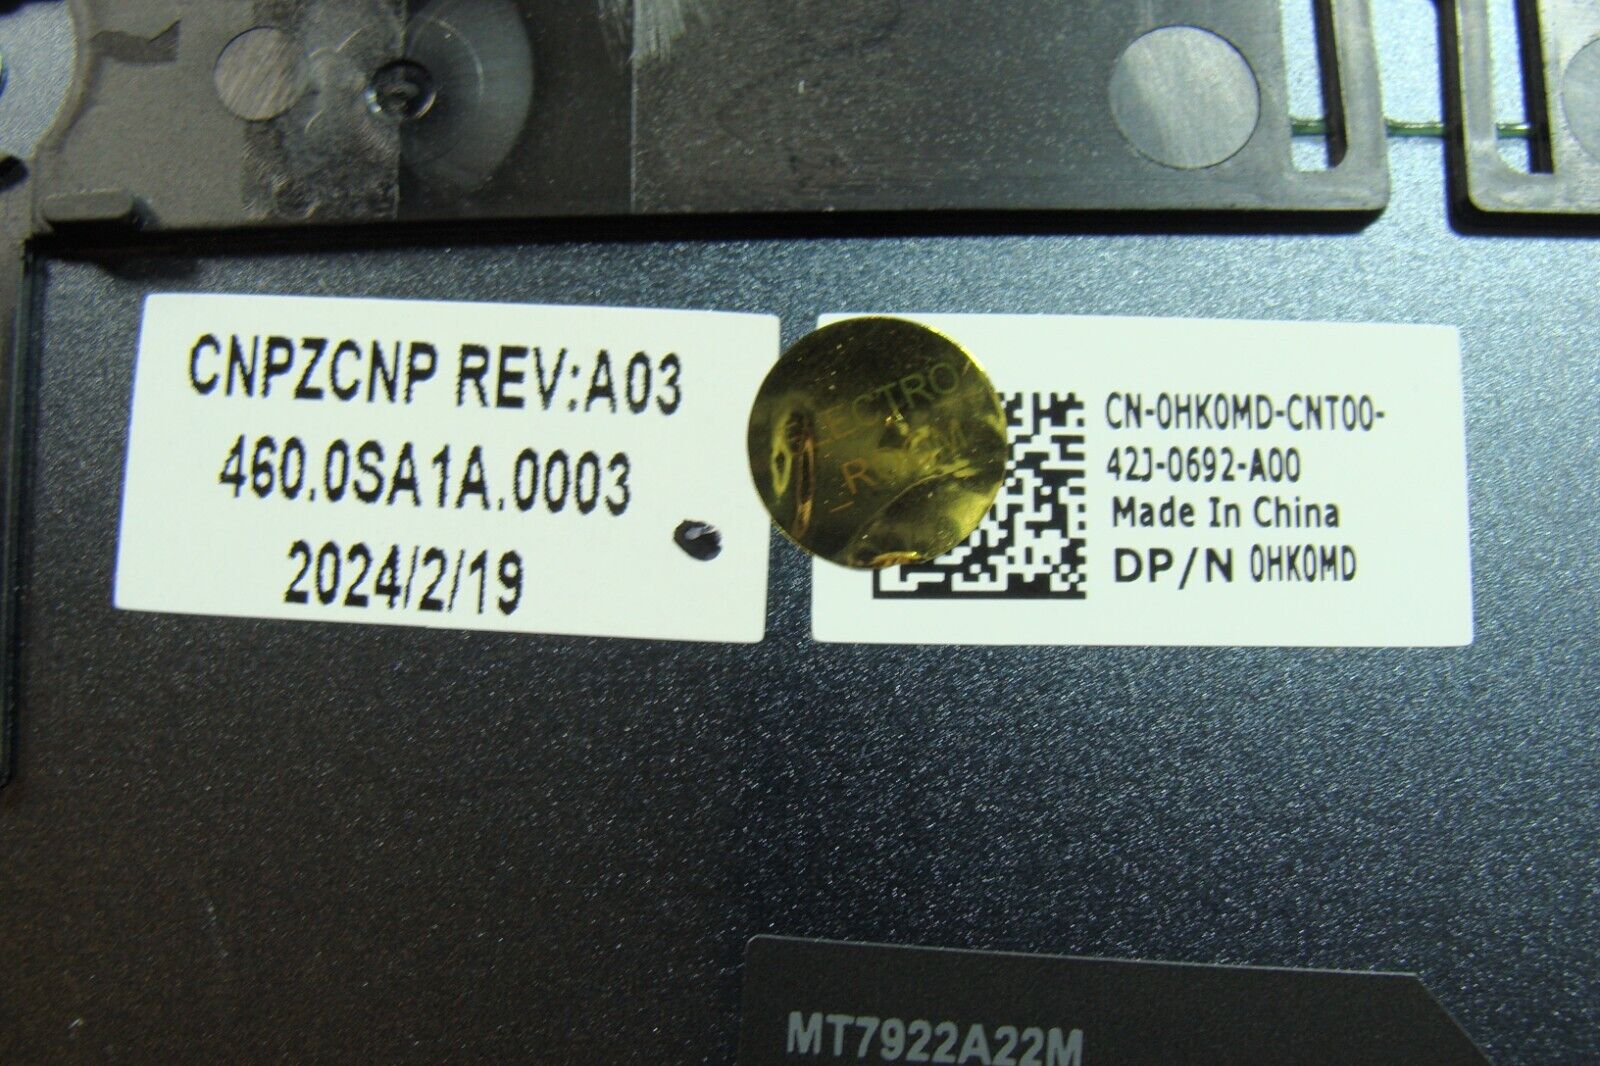 CNPZCNP REV:A03
460.0SA1A.0003
2024/2/19
CN-0HK0MD-CNT00-
42J-0692-A00
Made In China
DP/N 0HK0MD
MT7922A22M